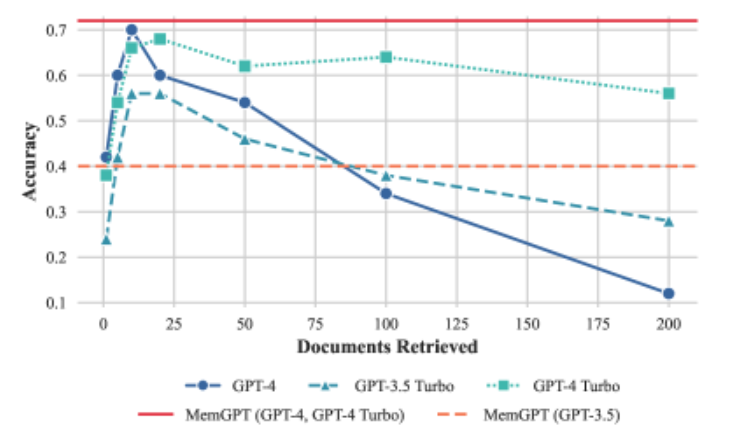 0.7
0.6
0.5
0.4
0.3
0.2
0.1
Accuracy
0 25 50 75 100 125 150 175 200
Documents Retrieved
GPT-4 GPT-3.5 Turbo GPT-4 Turbo
MemGPT (GPT-4, GPT-4 Turbo) MemGPT (GPT-3.5)